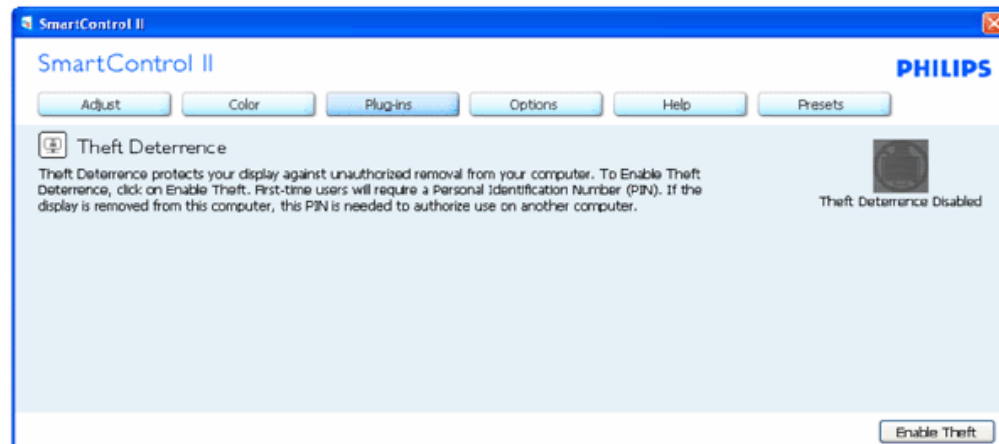 SmartControl II
SmartControl II
PHILIPS
Adjust Color Plug-ins Options Help Presets
Theft Deterrence
Theft Deterrence protects your display against unauthorized removal from your computer. To Enable Theft
Deterrence, click on Enable Theft. First-time users will require a Personal Identification Number (PIN). If the
display is removed from this computer, this PIN is needed to authorize use on another computer.
Theft Deterrence Disabled
Enable Theft